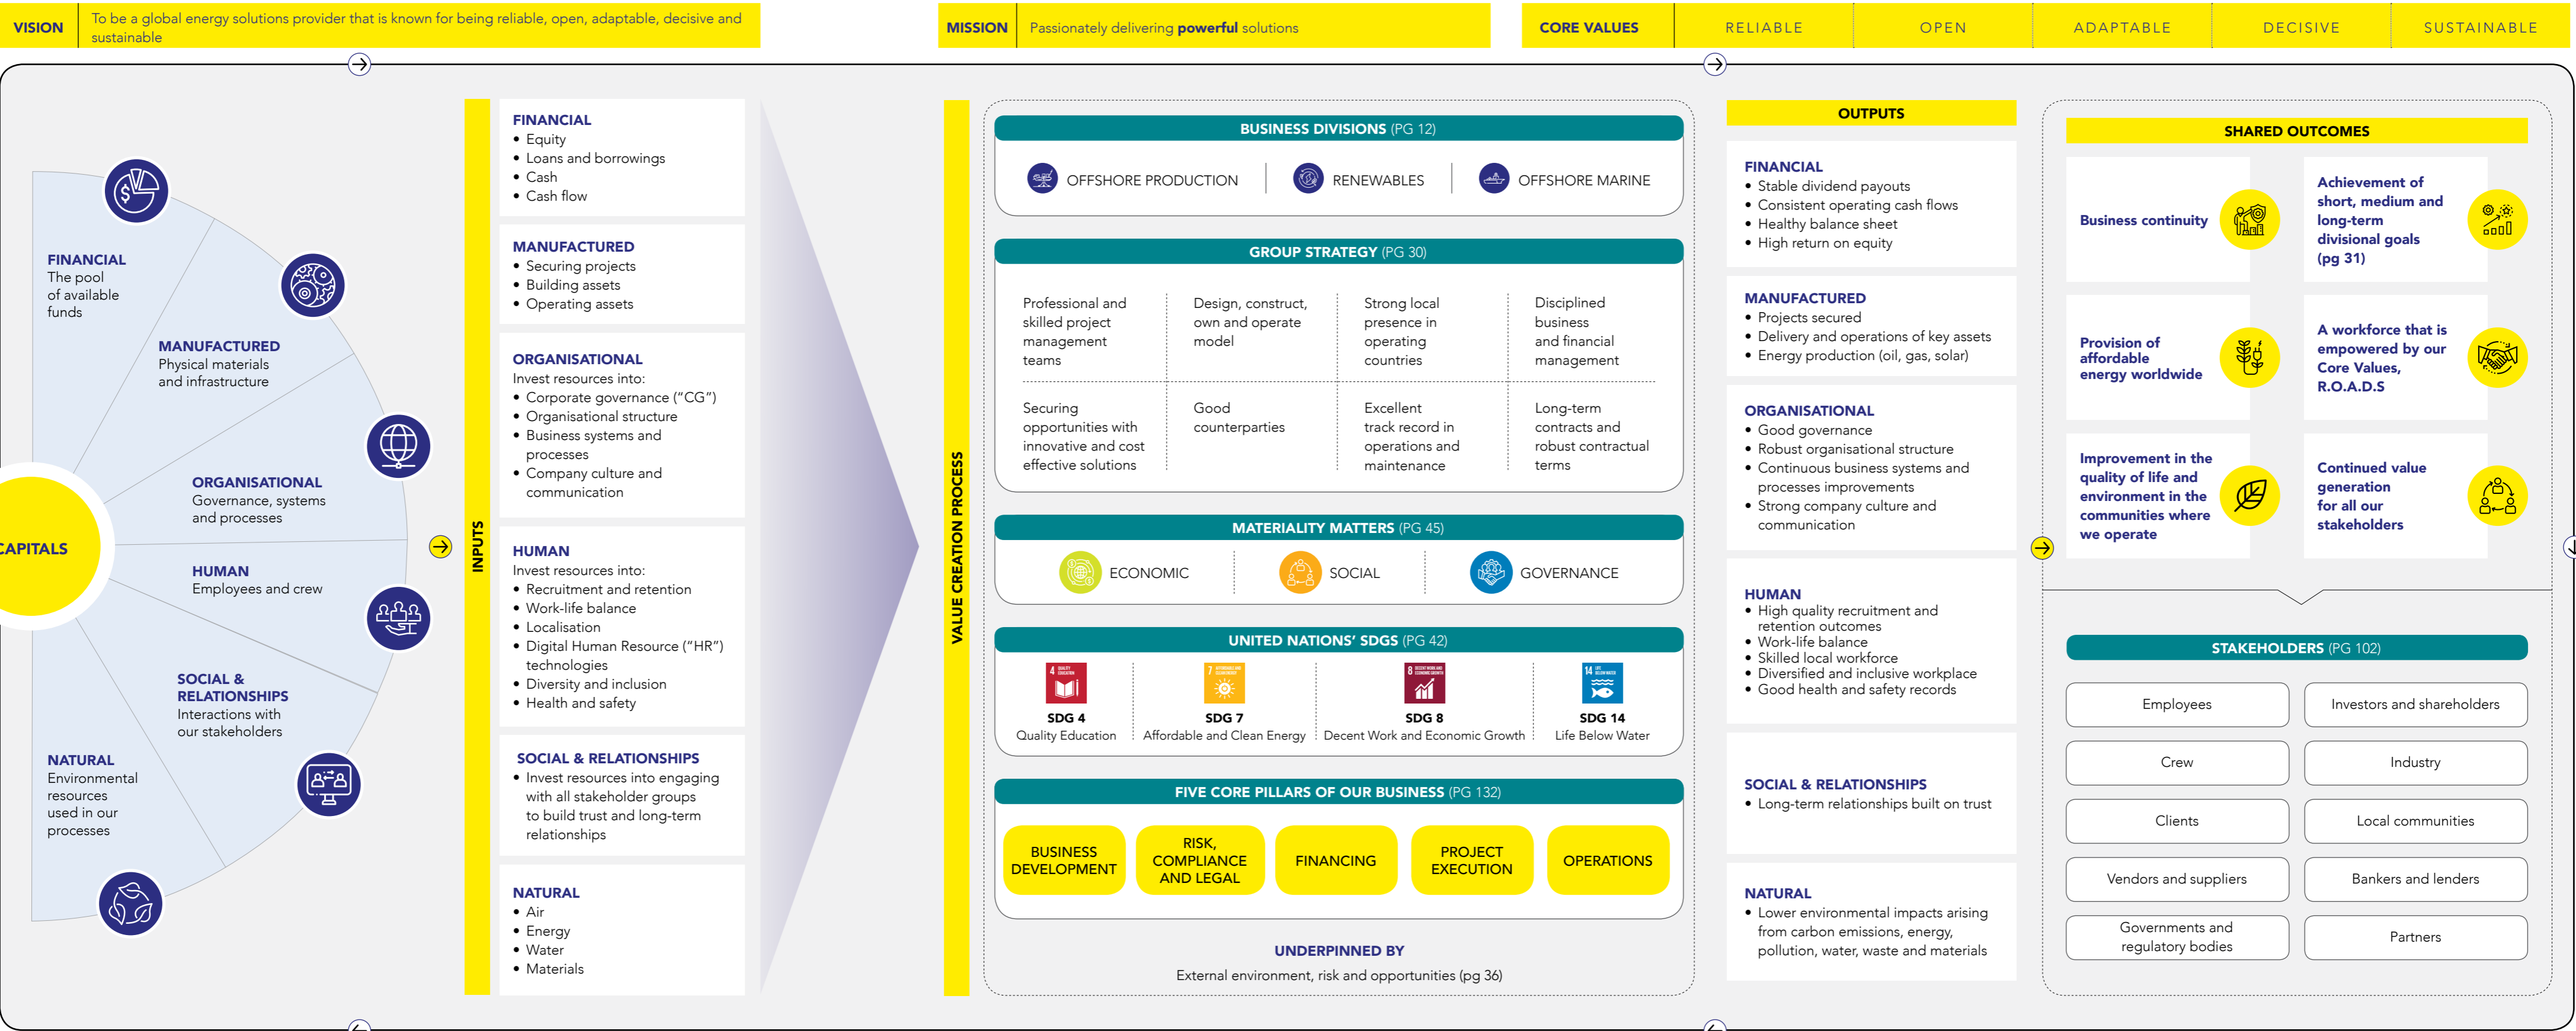 VISION
To be a global energy solutions provider that is known for being reliable, open, adaptable, decisive and
sustainable
MISSION
Passionately delivering powerful solutions
CORE VALUES
RELIABLE
OPEN
ADAPTABLE
DECISIVE
SUSTAINABLE
CAPITALS
FINANCIAL
The pool
of available
funds
MANUFACTURED
Physical materials
and infrastructure
ORGANISATIONAL
Governance, systems
and processes
HUMAN
Employees and crew
SOCIAL &
RELATIONSHIPS
Interactions with
our stakeholders
NATURAL
Environmental
resources
used in our
processes
INPUTS
FINANCIAL
• Equity
• Loans and borrowings
• Cash
• Cash flow
MANUFACTURED
• Securing projects
• Building assets
• Operating assets
ORGANISATIONAL
Invest resources into:
• Corporate governance (“CG”)
• Organisational structure
• Business systems and
processes
• Company culture and
communication
HUMAN
Invest resources into:
• Recruitment and retention
• Work-life balance
• Localisation
• Digital Human Resource (“HR”)
technologies
• Diversity and inclusion
• Health and safety
SOCIAL & RELATIONSHIPS
• Invest resources into engaging
with all stakeholder groups
to build trust and long-term
relationships
NATURAL
• Air
• Energy
• Water
• Materials
VALUE CREATION PROCESS
BUSINESS DIVISIONS (PG 12)
OFFSHORE PRODUCTION
RENEWABLES
OFFSHORE MARINE
GROUP STRATEGY (PG 30)
Professional and
skilled project
management
teams
Design, construct,
own and operate
model
Strong local
presence in
operating
countries
Disciplined
business
and financial
management
Securing
opportunities with
innovative and cost
effective solutions
Good
counterparties
Excellent
track record in
operations and
maintenance
Long-term
contracts and
robust contractual
terms
MATERIALITY MATTERS (PG 45)
ECONOMIC
SOCIAL
GOVERNANCE
UNITED NATIONS’ SDGS (PG 42)
4 QUALITY
EDUCATION
SDG 4
Quality Education
7 AFFORDABLE AND
CLEAN ENERGY
SDG 7
Affordable and Clean Energy
8 DECENT WORK AND
ECONOMIC GROWTH
SDG 8
Decent Work and Economic Growth
14 LIFE
BELOW WATER
SDG 14
Life Below Water
FIVE CORE PILLARS OF OUR BUSINESS (PG 132)
BUSINESS
DEVELOPMENT
RISK,
COMPLIANCE
AND LEGAL
FINANCING
PROJECT
EXECUTION
OPERATIONS
UNDERPINNED BY
External environment, risk and opportunities (pg 36)
OUTPUTS
FINANCIAL
• Stable dividend payouts
• Consistent operating cash flows
• Healthy balance sheet
• High return on equity
MANUFACTURED
• Projects secured
• Delivery and operations of key assets
• Energy production (oil, gas, solar)
ORGANISATIONAL
• Good governance
• Robust organisational structure
• Continuous business systems and
processes improvements
• Strong company culture and
communication
HUMAN
• High quality recruitment and
retention outcomes
• Work-life balance
• Skilled local workforce
• Diversified and inclusive workplace
• Good health and safety records
SOCIAL & RELATIONSHIPS
• Long-term relationships built on trust
NATURAL
• Lower environmental impacts arising
from carbon emissions, energy,
pollution, water, waste and materials
SHARED OUTCOMES
Business continuity
Achievement of
short, medium and
long-term
divisional goals
(pg 31)
Provision of
affordable
energy worldwide
A workforce that is
empowered by our
Core Values,
R.O.A.D.S
Improvement in the
quality of life and
environment in the
communities where
we operate
Continued value
generation
for all our
stakeholders
STAKEHOLDERS (PG 102)
Employees
Investors and shareholders
Crew
Industry
Clients
Local communities
Vendors and suppliers
Bankers and lenders
Governments and
regulatory bodies
Partners